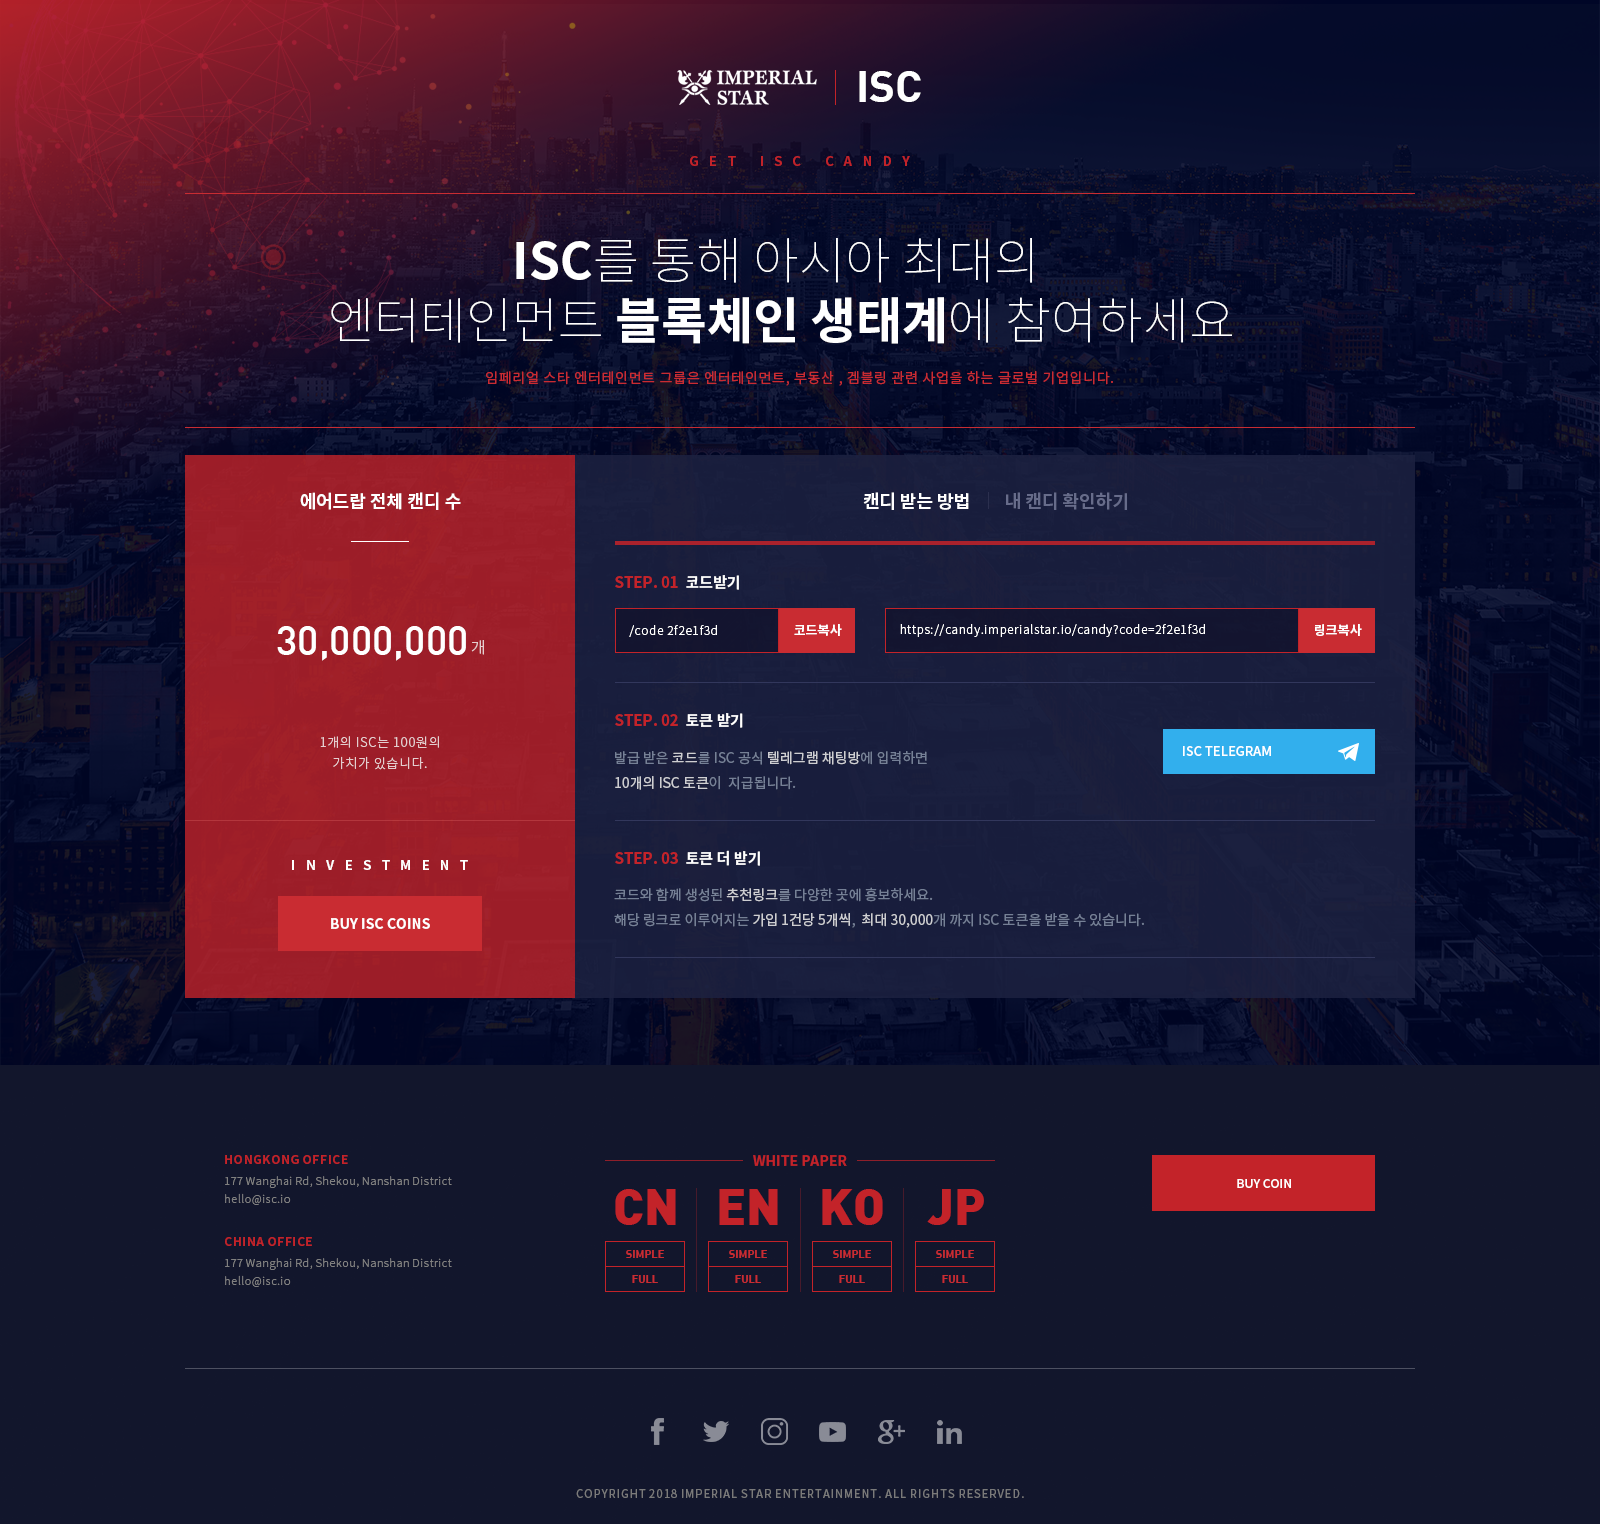 IMPERIAL
STAR
ISC
GET ISC CANDY
ISC를 통해 아시아 최대의
엔터테인먼트 블록체인 생태계에 참여하세요
임페리얼 스타 엔터테인먼트 그룹은 엔터테인먼트, 부동산 , 겜블링 관련 사업을 하는 글로벌 기업입니다.
에어드랍 전체 캔디 수
30,000,000 개
1개의 ISC는 100원의
가치가 있습니다.
INVESTMENT
BUY ISC COINS
캔디 받는 방법
내 캔디 확인하기
STEP. 01 코드받기
/code 2f2e1f3d
코드복사
https://candy.imperialstar.io/candy?code=2f2e1f3d
링크복사
STEP. 02 토큰 받기
발급 받은 코드를 ISC 공식 텔레그램 채팅방에 입력하면
10개의 ISC 토큰이 지급됩니다.
ISC TELEGRAM
STEP. 03 토큰 더 받기
코드와 함께 생성된 추천링크를 다양한 곳에 홍보하세요.
해당 링크로 이루어지는 가입 1건당 5개씩, 최대 30,000개 까지 ISC 토큰을 받을 수 있습니다.
HONGKONG OFFICE
177 Wanghai Rd, Shekou, Nanshan District
hello@isc.io
CHINA OFFICE
177 Wanghai Rd, Shekou, Nanshan District
hello@isc.io
WHITE PAPER
CN
EN
KO
JP
SIMPLE
SIMPLE
SIMPLE
SIMPLE
FULL
FULL
FULL
FULL
BUY COIN
COPYRIGHT 2018 IMPERIAL STAR ENTERTAINMENT. ALL RIGHTS RESERVED.